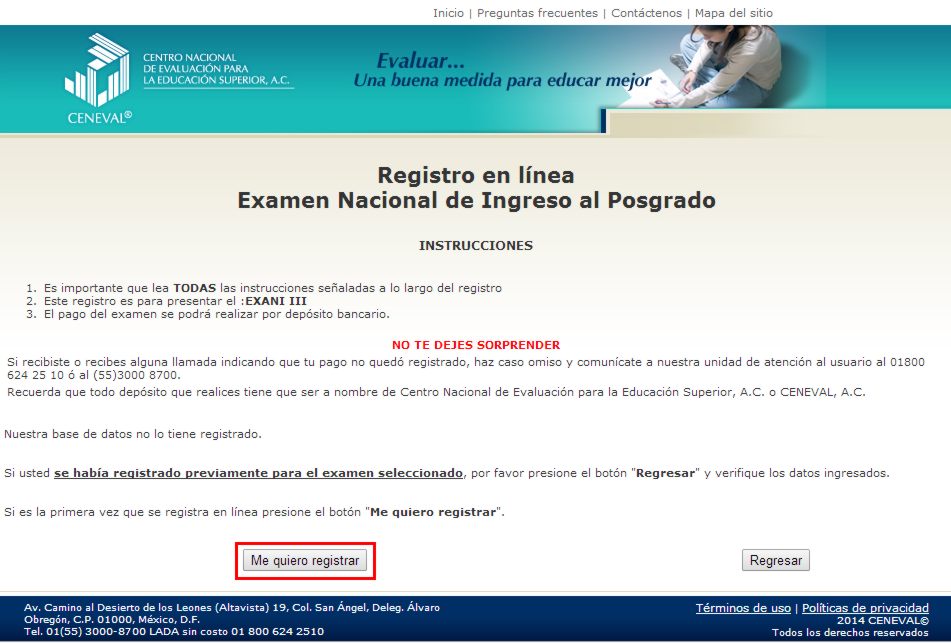 Inicio | Preguntas frecuentes | Contáctenos | Mapa del sitio
CENTRO NACIONAL
DE EVALUACIÓN PARA
LA EDUCACIÓN SUPERIOR, A.C.
CENEVAL®
Evaluar...
Una buena medida para educar mejor
Registro en línea
Examen Nacional de Ingreso al Posgrado
INSTRUCCIONES
1. Es importante que lea TODAS las instrucciones señaladas a lo largo del registro
2. Este registro es para presentar el :EXANI III
3. El pago del examen se podrá realizar por depósito bancario.
NO TE DEJES SORPRENDER
Si recibiste o recibes alguna llamada indicando que tu pago no quedó registrado, haz caso omiso y comunícate a nuestra unidad de atención al usuario al 01800
624 25 10 ó al (55)3000 8700.
Recuerda que todo depósito que realices tiene que ser a nombre de Centro Nacional de Evaluación para la Educación Superior, A.C. o CENEVAL, A.C.
Nuestra base de datos no lo tiene registrado.
Si usted se había registrado previamente para el examen seleccionado, por favor presione el botón "Regresar" y verifique los datos ingresados.
Si es la primera vez que se registra en línea presione el botón "Me quiero registrar".
Me quiero registrar
Regresar
Av. Camino al Desierto de los Leones (Altavista) 19, Col. San Ángel, Deleg. Álvaro
Obregón, C.P. 01000, México, D.F.
Tel. 01(55) 3000-8700 LADA sin costo 01 800 624 2510
Términos de uso | Políticas de privacidad
2014 CENEVAL©
Todos los derechos reservados